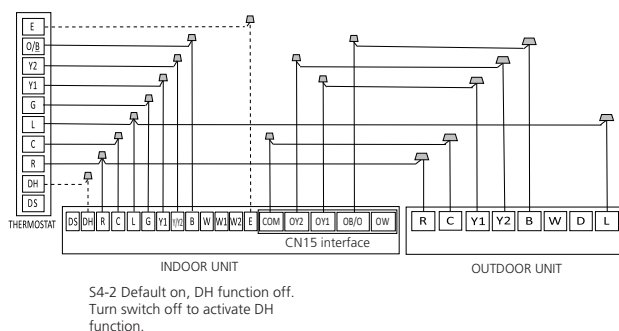 E
O/B
Y2
Y1
G
L
C
R
DH
DS
THERMOSTAT
DS DH R C L G Y1 Y/Y2 B W W1 W2 E COM OY2 OY1 OB/O OW
CN15 interface
INDOOR UNIT
R C Y1 Y2 B W D L
OUTDOOR UNIT
S4-2 Default on, DH function off.
Turn switch off to activate DH
function.